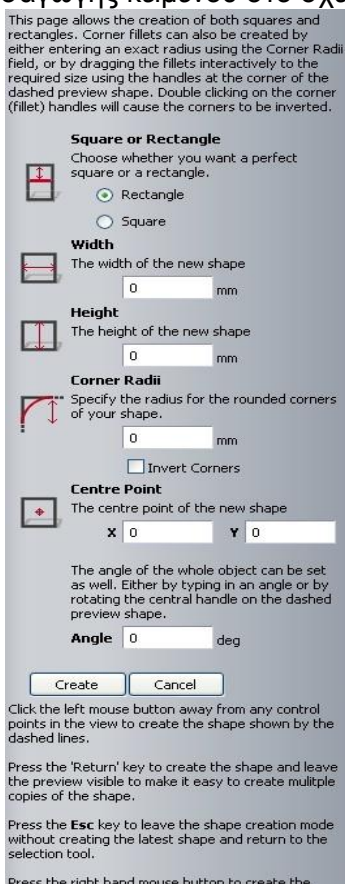 This page allows the creation of both squares and
rectangles. Corner fillets can also be created by
either entering an exact radius using the Corner Radii
field, or by dragging the fillets interactively to the
required size using the handles at the corner of the
dashed preview shape. Double clicking on the corner
(fillet) handles will cause the corners to be inverted.
Square or Rectangle
Choose whether you want a perfect
square or a rectangle.
Rectangle
Square
Width
The width of the new shape
0 mm
Height
The height of the new shape
0 mm
Corner Radii
Specify the radius for the rounded corners
of your shape.
0 mm
Invert Corners
Centre Point
The centre point of the new shape
X 0 Y 0
The angle of the whole object can be set
as well. Either by typing in an angle or by
rotating the central handle on the dashed
preview shape.
Angle 0 deg
Create Cancel
Click the left mouse button away from any control
points in the view to create the shape shown by the
dashed lines.
Press the 'Return' key to create the shape and leave
the preview visible to make it easy to create mulitple
copies of the shape.
Press the Esc key to leave the shape creation mode
without creating the latest shape and return to the
selection tool.
Press the right hand mouse button to create the